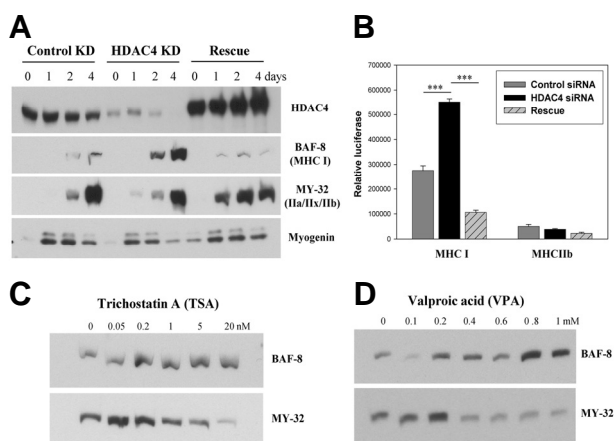 A
Control KD HDAC4 KD Rescue
0 1 2 4 0 1 2 4 0 1 2 4 days
HDAC4
BAF-8
(MHC I)
MY-32
(IIa/IIx/IIb)
Myogenin
B
Relative luciferase
700000
600000
500000
400000
300000
200000
100000
0
*** ***
Control siRNA
HDAC4 siRNA
Rescue
MHC I MHCIIb
C
Trichostatin A (TSA)
0 0.05 0.2 1 5 20 nM
BAF-8
MY-32
D
Valproic acid (VPA)
0 0.1 0.2 0.4 0.6 0.8 1 mM
BAF-8
MY-32